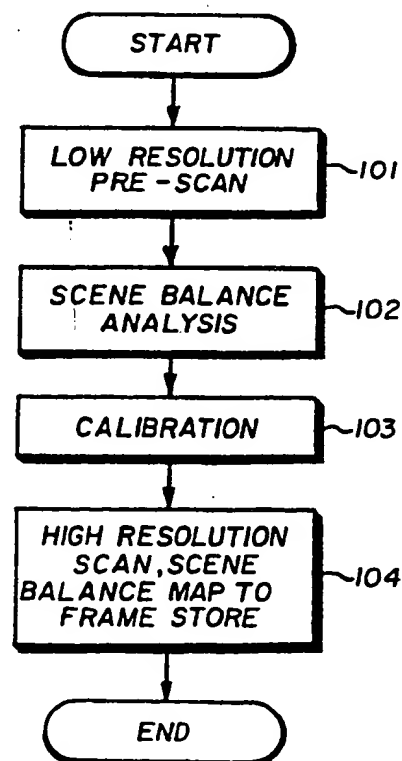 START
LOW RESOLUTION
PRE-SCAN
101
SCENE BALANCE
ANALYSIS
102
CALIBRATION
103
HIGH RESOLUTION
SCAN, SCENE
BALANCE MAP TO
FRAME STORE
104
END